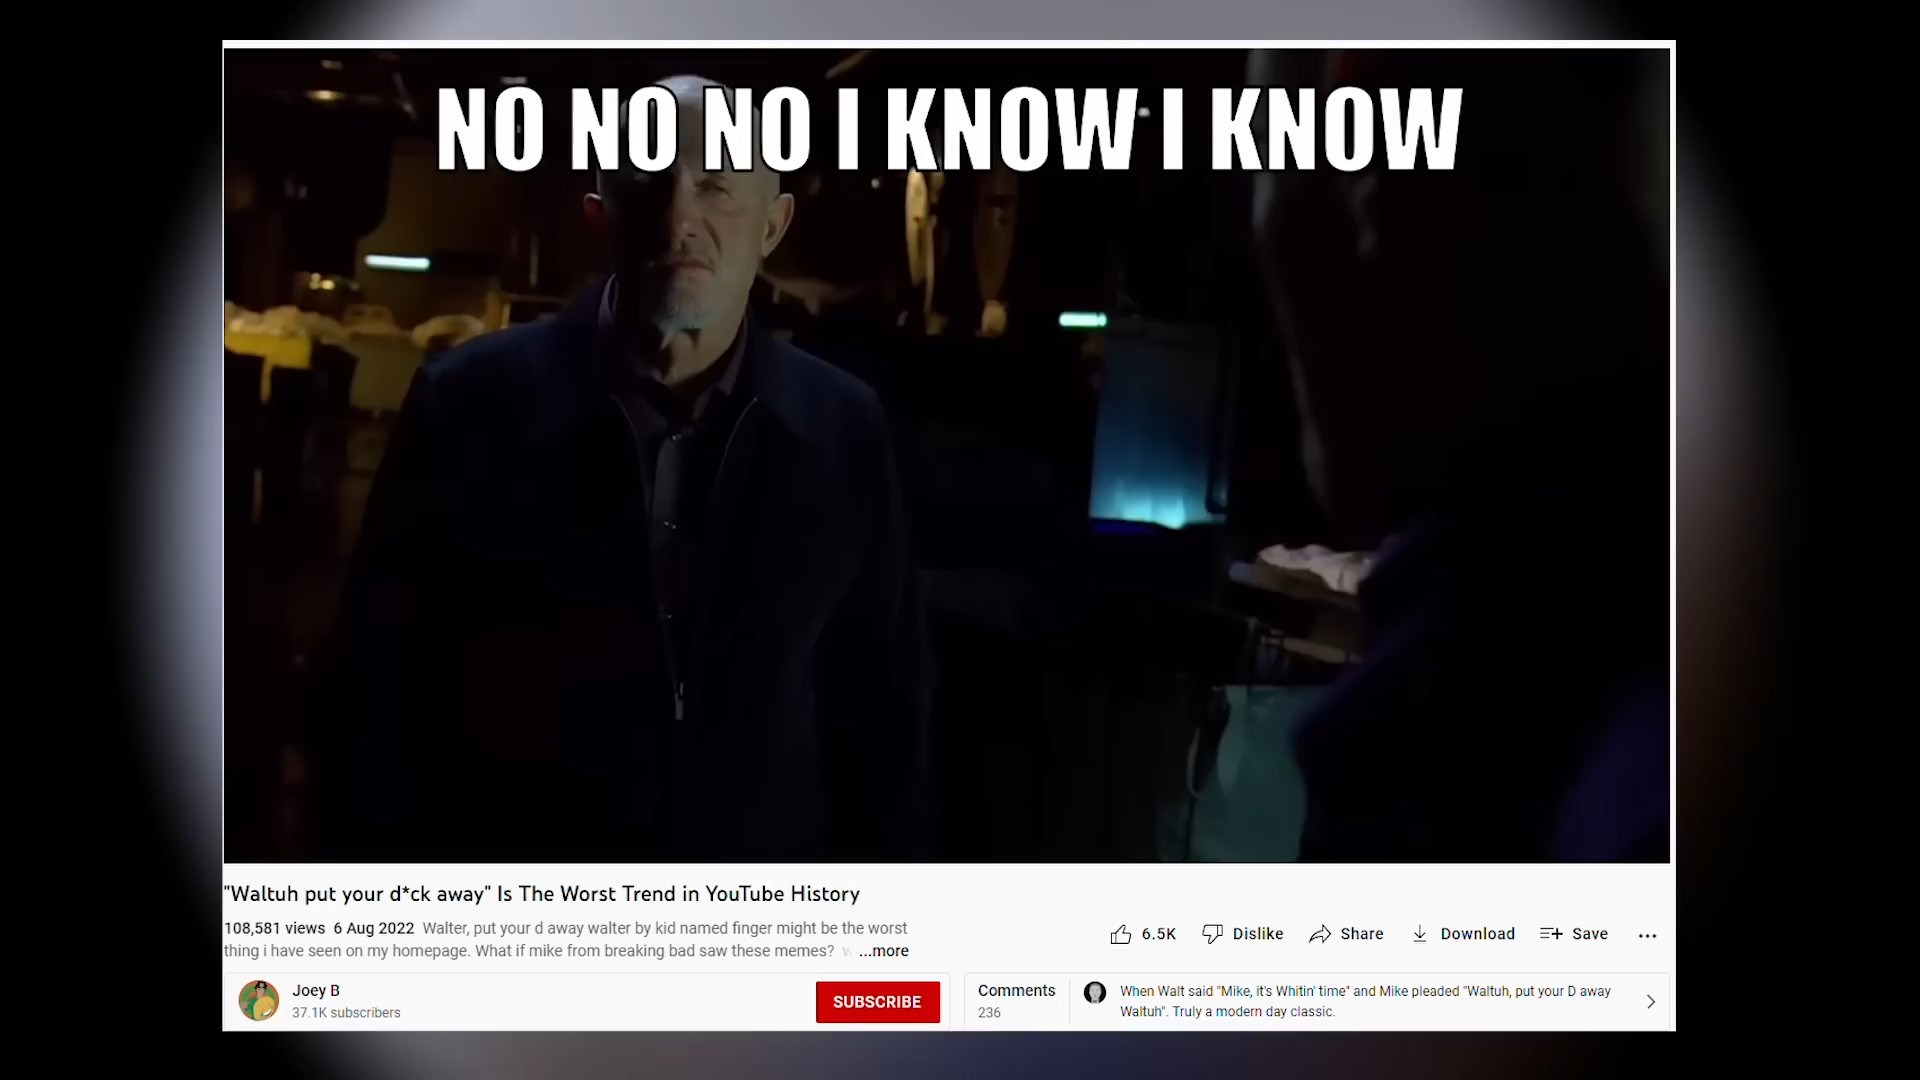 NO NO NO I KNOW I KNOW
"Waltuh put your d*ck away" Is The Worst Trend in YouTube History
108,581 views 6 Aug 2022 Walter, put your d away walter by kid named finger might be the worst
thing i have seen on my homepage. What if mike from breaking bad saw these memes? ...more
6.5K Dislike Share Download Save
Joey B
37.1K subscribers
SUBSCRIBE
Comments
236
When Walt said "Mike, it's Whitin' time" and Mike pleaded "Waltuh, put your D away
Waltuh". Truly a modern day classic.